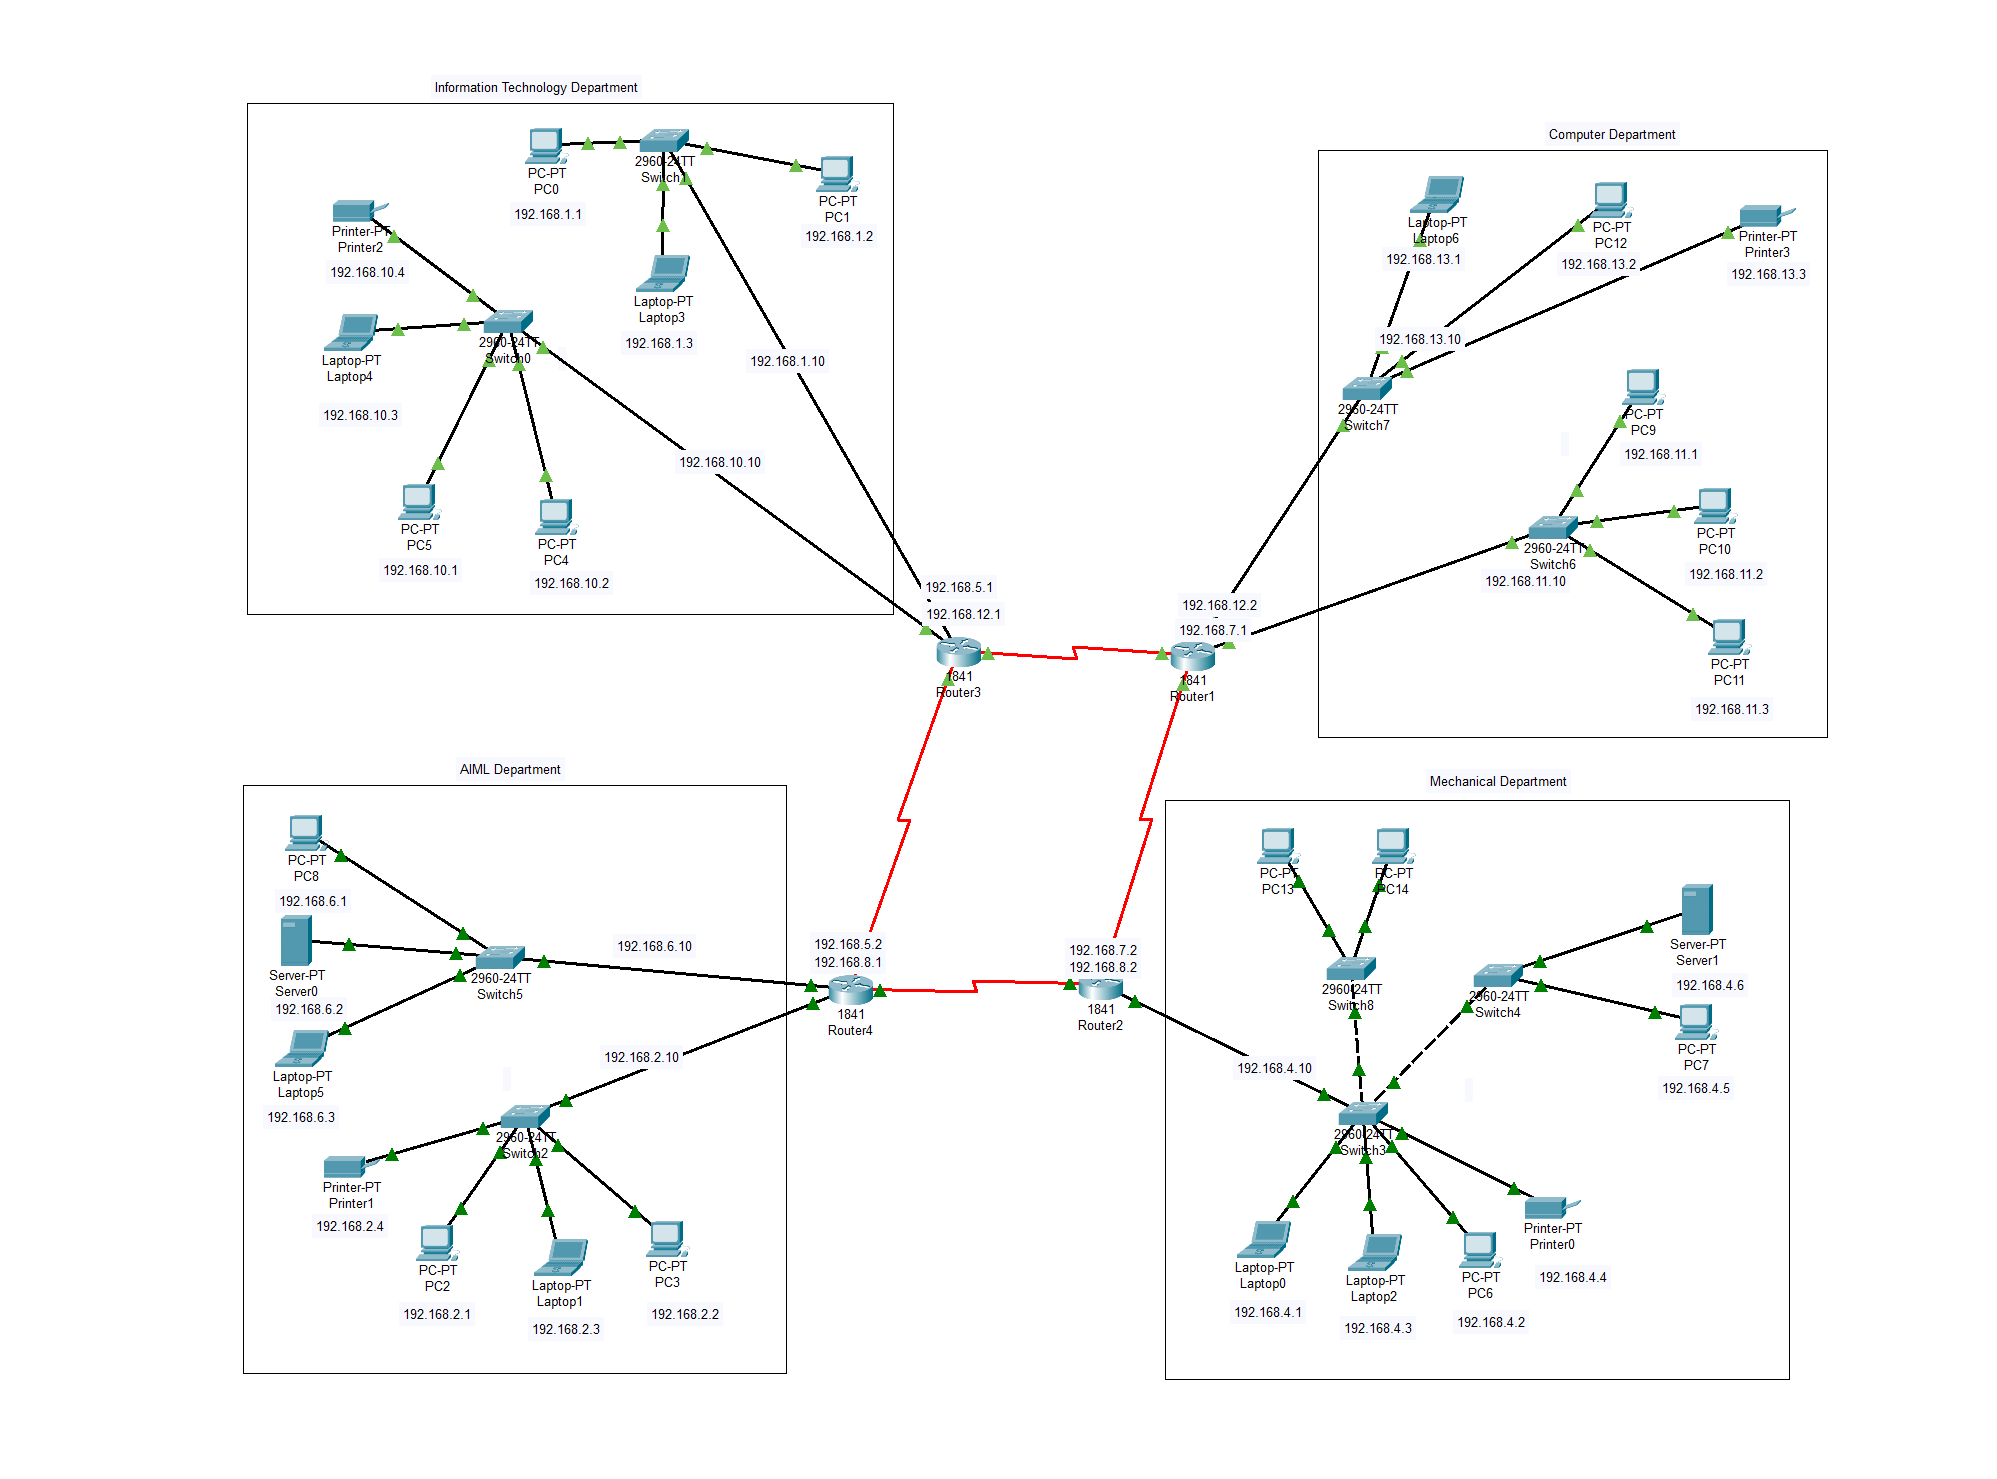 Information Technology Department
PC-PT
PC0
192.168.1.1
2960-24TT
Switch1
PC-PT
PC1
192.168.1.2
Printer-PT
Printer2
192.168.10.4
Laptop-PT
Laptop3
192.168.1.3
2960-24TT
Switch0
Laptop-PT
Laptop4
192.168.10.3
192.168.1.10
192.168.10.10
PC-PT
PC5
192.168.10.1
PC-PT
PC4
192.168.10.2
Computer Department
Laptop-PT
Laptop6
192.168.13.1
PC-PT
PC12
192.168.13.2
Printer-PT
Printer3
192.168.13.3
192.168.13.10
2960-24TT
Switch7
PC-PT
PC9
192.168.11.1
2960-24TT
Switch6
192.168.11.10
PC-PT
PC10
192.168.11.2
PC-PT
PC11
192.168.11.3
192.168.5.1
192.168.12.1
1841
Router3
192.168.12.2
192.168.7.1
1841
Router1
AIML Department
PC-PT
PC8
192.168.6.1
Server-PT
Server0
192.168.6.2
2960-24TT
Switch5
192.168.6.10
Laptop-PT
Laptop5
192.168.6.3
192.168.2.10
2960-24TT
Switch2
Printer-PT
Printer1
192.168.2.4
PC-PT
PC2
192.168.2.1
Laptop-PT
Laptop1
192.168.2.3
PC-PT
PC3
192.168.2.2
192.168.5.2
192.168.8.1
1841
Router4
192.168.7.2
192.168.8.2
1841
Router2
Mechanical Department
PC-PT
PC13
PC-PT
PC14
2960-24TT
Switch8
2960-24TT
Switch4
Server-PT
Server1
192.168.4.6
PC-PT
PC7
192.168.4.5
192.168.4.10
2960-24TT
Switch3
Laptop-PT
Laptop0
192.168.4.1
Laptop-PT
Laptop2
192.168.4.3
PC-PT
PC6
192.168.4.2
Printer-PT
Printer0
192.168.4.4